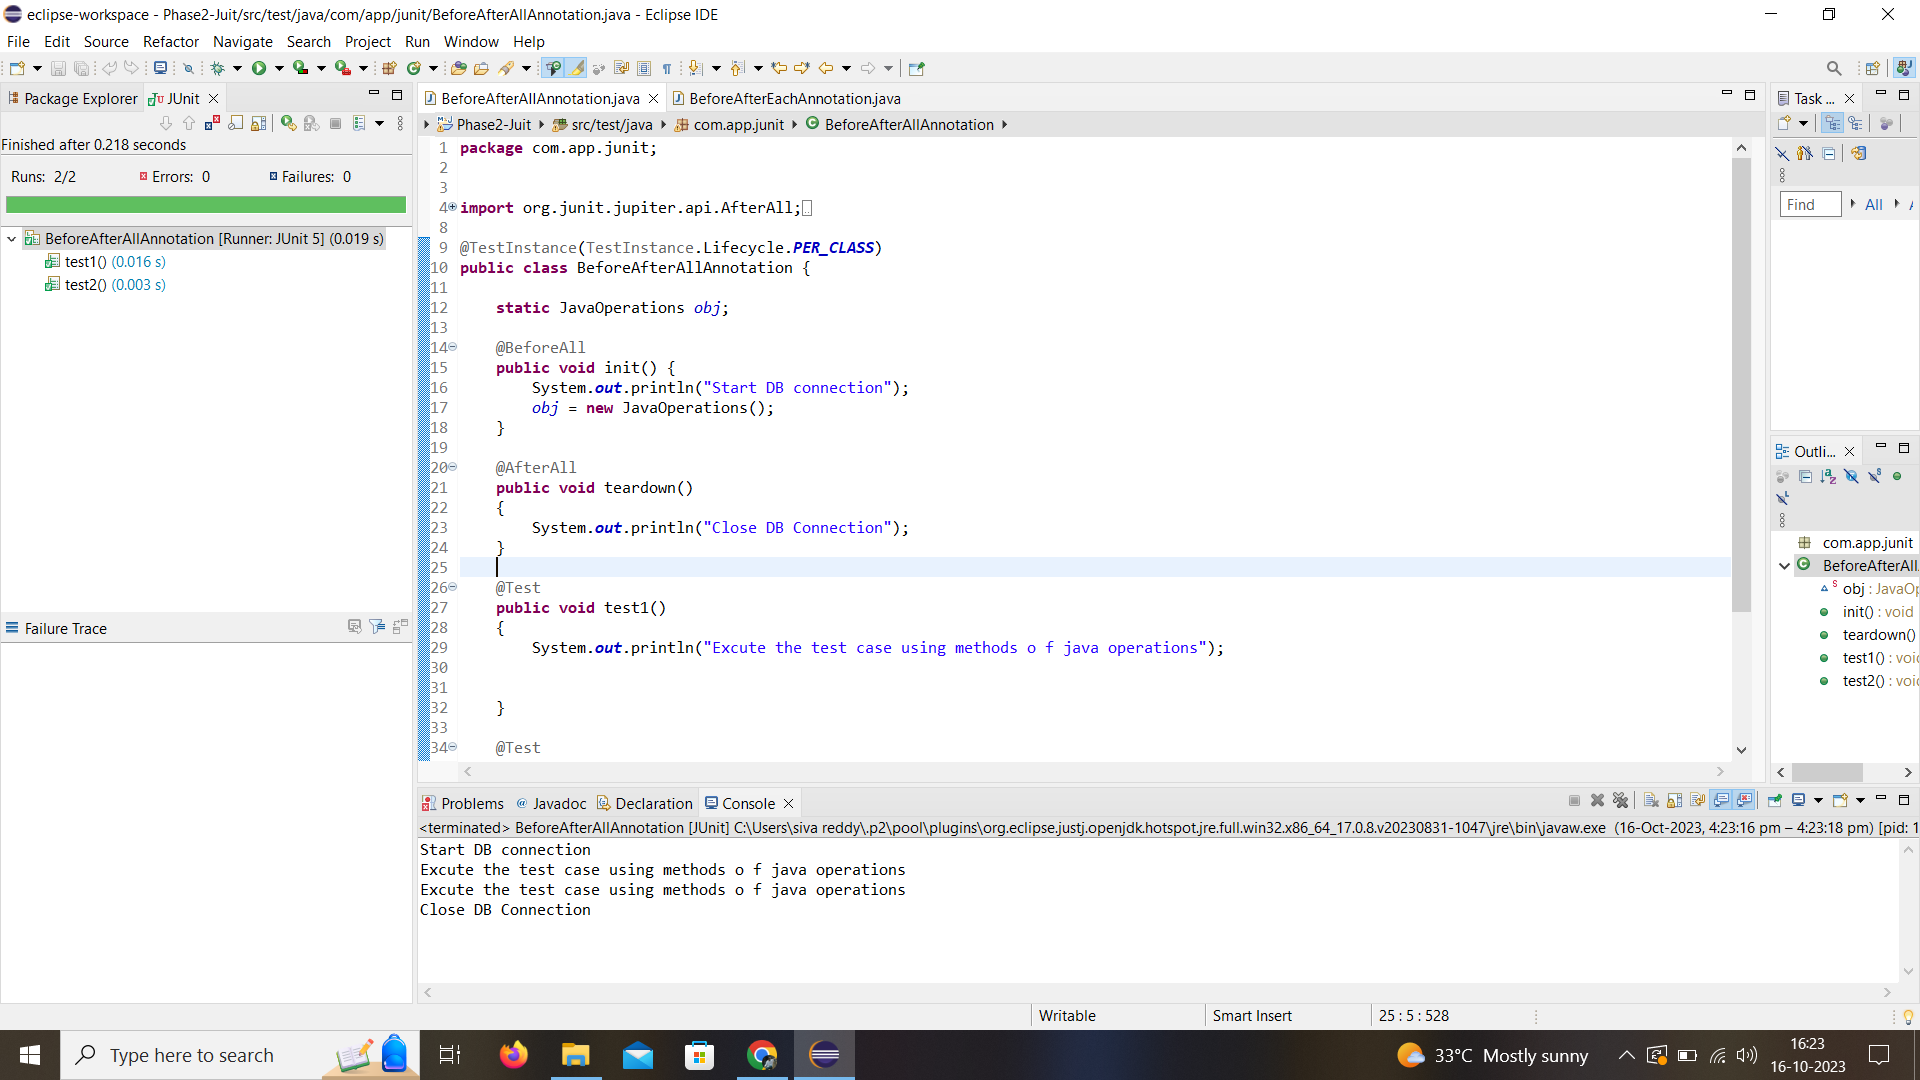 eclipse-workspace - Phase2-Juit/src/test/java/com/app/junit/BeforeAfterAllAnnotation.java - Eclipse IDE
File Edit Source Refactor Navigate Search Project Run Window Help
Package Explorer JUnit
Finished after 0.218 seconds
Runs: 2/2 Errors: 0 Failures: 0
BeforeAfterAllAnnotation [Runner: JUnit 5] (0.019 s)
test1() (0.016 s)
test2() (0.003 s)
Failure Trace
BeforeAfterAllAnnotation.java BeforeAfterEachAnnotation.java
Phase2-Juit src/test/java com.app.junit BeforeAfterAllAnnotation
1 package com.app.junit;
2
3
4 import org.junit.jupiter.api.AfterAll;
8
9 @TestInstance(TestInstance.Lifecycle.PER_CLASS)
10 public class BeforeAfterAllAnnotation {
11
12 static JavaOperations obj;
13
14 @BeforeAll
15 public void init() {
16 System.out.println("Start DB connection");
17 obj = new JavaOperations();
18 }
19
20 @AfterAll
21 public void teardown()
22 {
23 System.out.println("Close DB Connection");
24 }
25
26 @Test
27 public void test1()
28 {
29 System.out.println("Excute the test case using methods o f java operations");
30
31
32 }
33
34 @Test
Task ...
Find All
Outli...
com.app.junit
BeforeAfterAll
obj : JavaOp
init() : void
teardown()
test1() : voi
test2() : voi
Problems @ Javadoc Declaration Console
<terminated> BeforeAfterAllAnnotation [JUnit] C:\Users\siva reddy\.p2\pool\plugins\org.eclipse.justj.openjdk.hotspot.jre.full.win32.x86_64_17.0.8.v20230831-1047\jre\bin\javaw.exe (16-Oct-2023, 4:23:16 pm – 4:23:18 pm) [pid: 1
Start DB connection
Excute the test case using methods o f java operations
Excute the test case using methods o f java operations
Close DB Connection
Writable Smart Insert 25 : 5 : 528
Type here to search
33°C Mostly sunny
16:23
16-10-2023